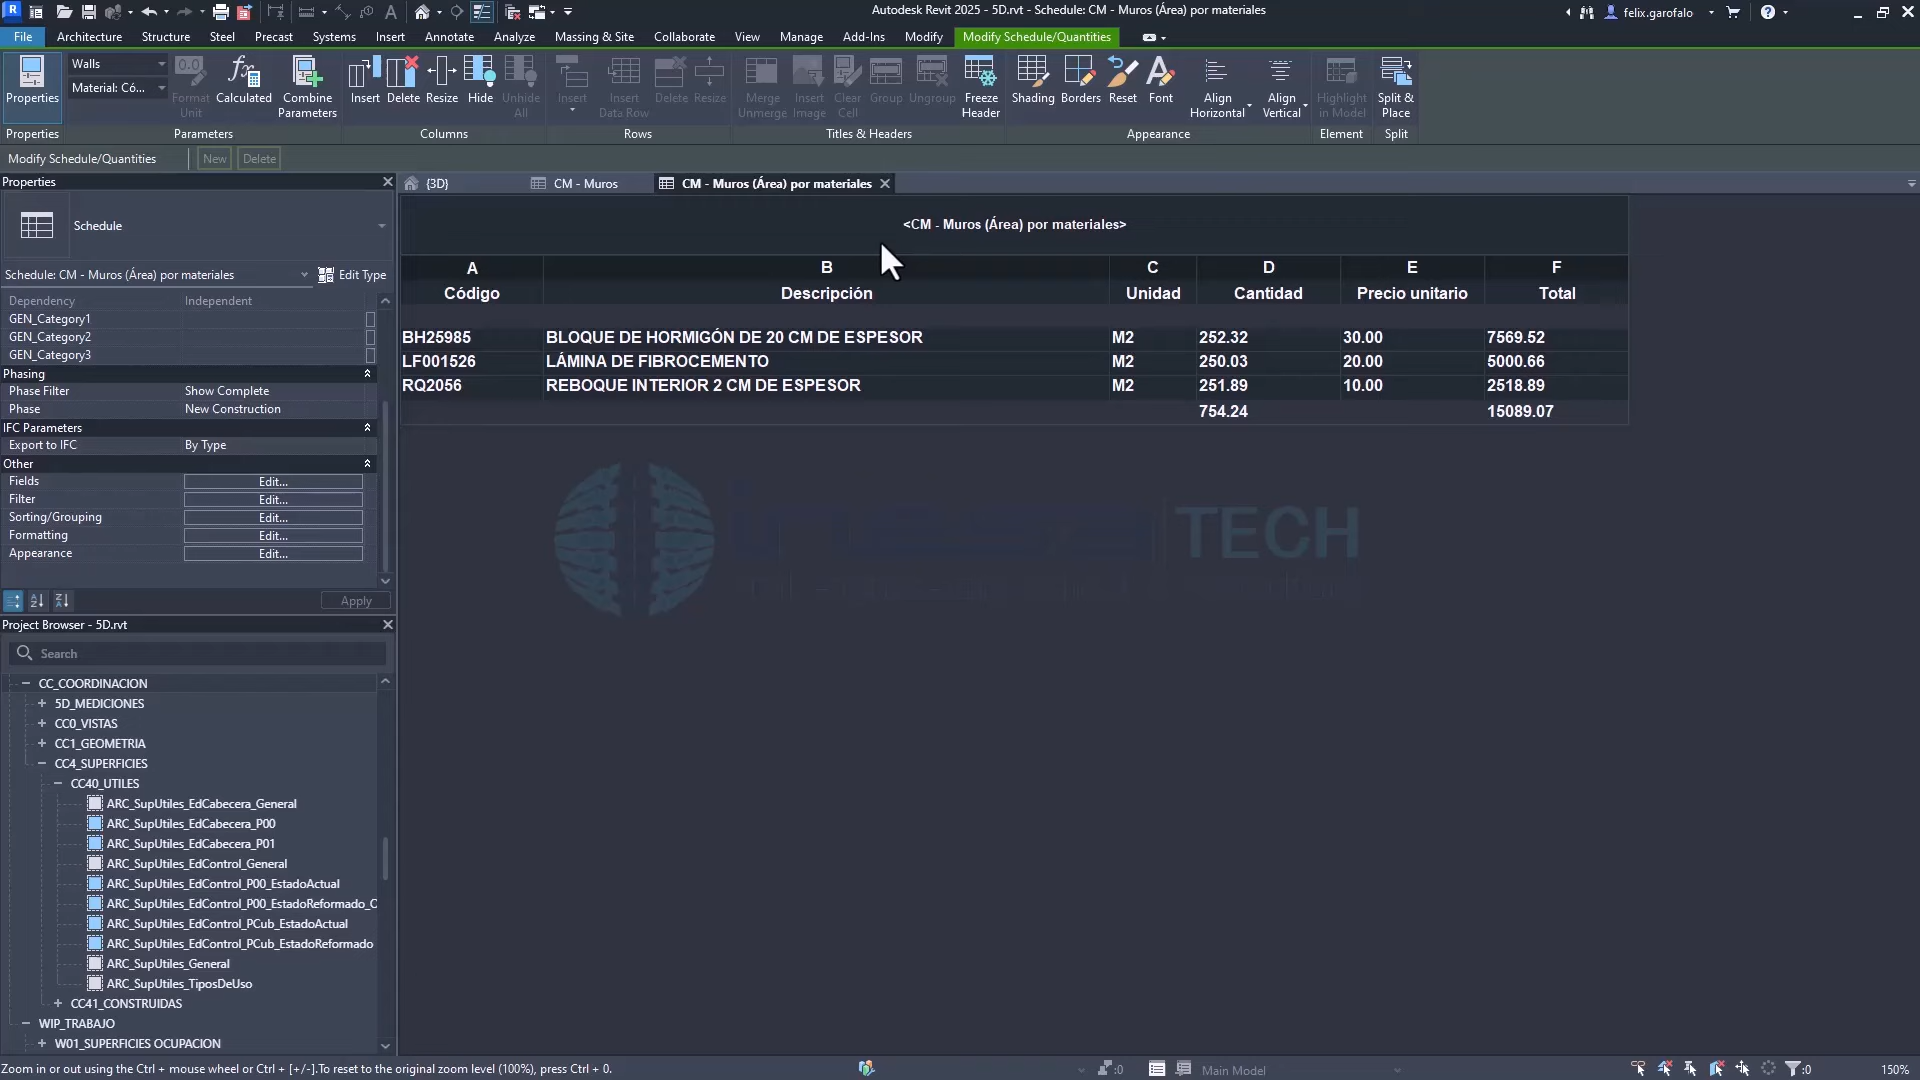 Autodesk Revit 2025 - 5D.rvt - Schedule: CM - Muros (Área) por materiales
felix.garofalo
File Architecture Structure Steel Precast Systems Insert Annotate Analyze Massing & Site Collaborate View Manage Add-Ins Modify Modify Schedule/Quantities
Walls
Material: Có...
Properties
Format Unit
Calculated
Combine Parameters
Insert Delete Resize Hide Unhide All
Insert
Insert Data Row
Delete Resize
Merge Unmerge
Insert Image
Clear Cell
Group Ungroup
Freeze Header
Shading Borders Reset Font
Align Horizontal
Align Vertical
Highlight in Model
Split & Place
Properties Parameters Columns Rows Titles & Headers Appearance Element Split
Modify Schedule/Quantities New Delete
Properties
{3D} CM - Muros CM - Muros (Área) por materiales
Schedule
Schedule: CM - Muros (Área) por materiales Edit Type
Dependency Independent
GEN_Category1
GEN_Category2
GEN_Category3
Phasing
Phase Filter Show Complete
Phase New Construction
IFC Parameters
Export to IFC By Type
Other
Fields Edit...
Filter Edit...
Sorting/Grouping Edit...
Formatting Edit...
Appearance Edit...
Apply
<CM - Muros (Área) por materiales>
A B C D E F
Código Descripción Unidad Cantidad Precio unitario Total
BH25985 BLOQUE DE HORMIGÓN DE 20 CM DE ESPESOR M2 252.32 30.00 7569.52
LF001526 LÁMINA DE FIBROCEMENTO M2 250.03 20.00 5000.66
RQ2056 REBOQUE INTERIOR 2 CM DE ESPESOR M2 251.89 10.00 2518.89
754.24 15089.07
TECH
Project Browser - 5D.rvt
Search
CC_COORDINACION
5D_MEDICIONES
CC0_VISTAS
CC1_GEOMETRIA
CC4_SUPERFICIES
CC40_UTILES
ARC_SupUtiles_EdCabecera_General
ARC_SupUtiles_EdCabecera_P00
ARC_SupUtiles_EdCabecera_P01
ARC_SupUtiles_EdControl_General
ARC_SupUtiles_EdControl_P00_EstadoActual
ARC_SupUtiles_EdControl_P00_EstadoReformado_O
ARC_SupUtiles_EdControl_PCub_EstadoActual
ARC_SupUtiles_EdControl_PCub_EstadoReformado
ARC_SupUtiles_General
ARC_SupUtiles_TiposDeUso
CC41_CONSTRUIDAS
WIP_TRABAJO
W01_SUPERFICIES OCUPACION
Zoom in or out using the Ctrl + mouse wheel or Ctrl + [+/-].To reset to the original zoom level (100%), press Ctrl + 0.
:0
Main Model
:0
150%